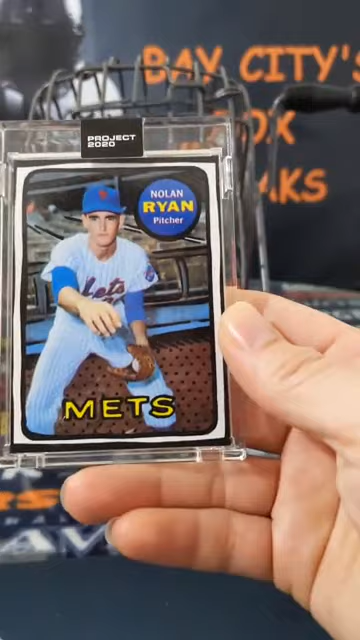 BAY CITY'S
PROJECT
2020
NOLAN
RYAN
Pitcher
Mets
METS